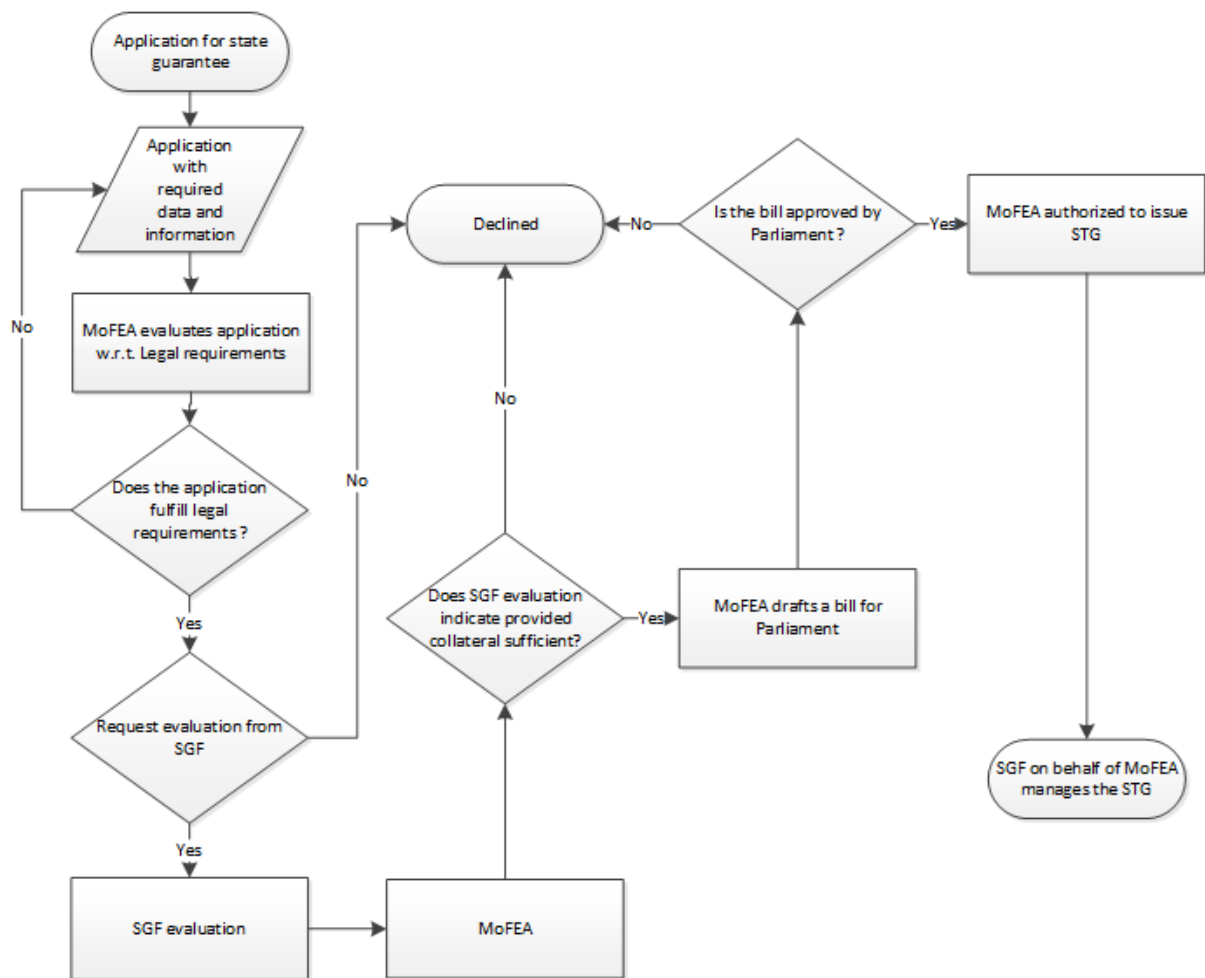 Application for state
guarantee
Application
with
required
data and
information
No
MoFEA evaluates application
w.r.t. Legal requirements
Does the application
fulfill legal
requirements ?
Yes
Request evaluation from
SGF
No
Yes
SGF evaluation
MoFEA
Does SGF evaluation
indicate provided
collateral sufficient?
No
Declined
Yes
MoFEA drafts a bill for
Parliament
Is the bill approved by
Parliament ?
No
Yes
MoFEA authorized to issue
STG
SGF on behalf of MoFEA
manages the STG